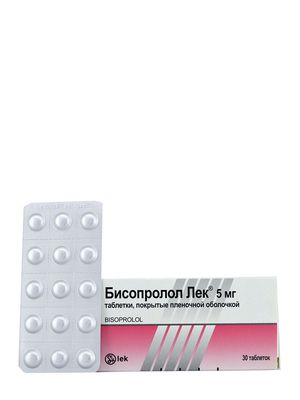 Бисопролол Лек® 5 мг
таблетки, покрытые пленочной оболочкой
BISOPROLOL
lek
30 таблеток